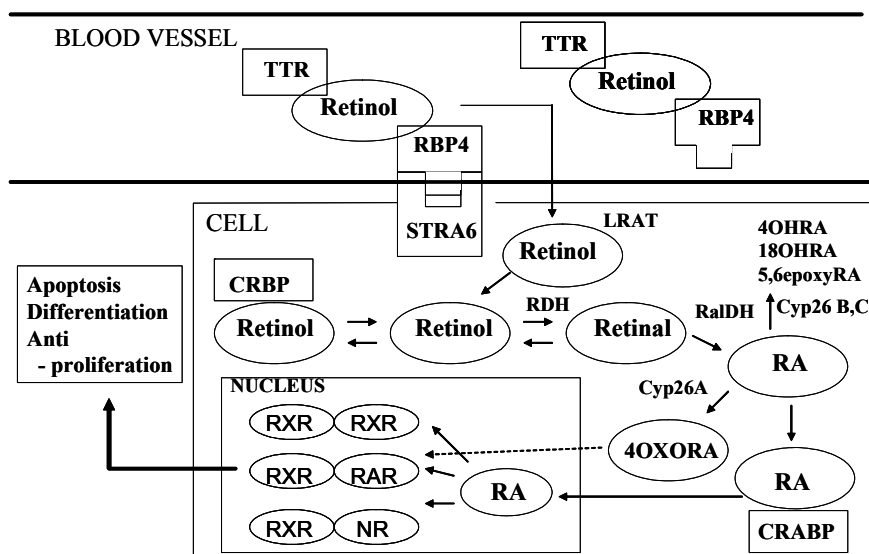 BLOOD VESSEL
TTR
Retinol
RBP4
TTR
Retinol
RBP4
CELL
STRA6
LRAT
Retinol
4OHRA
18OHRA
5,6epoxyRA
Cyp26 B,C
CRBP
Retinol
Retinol
RDH
Retinal
RalDH
RA
Apoptosis
Differentiation
Anti
- proliferation
NUCLEUS
Cyp26A
RXR RXR
4OXORA
RXR RAR
RA
RA
CRABP
RXR NR